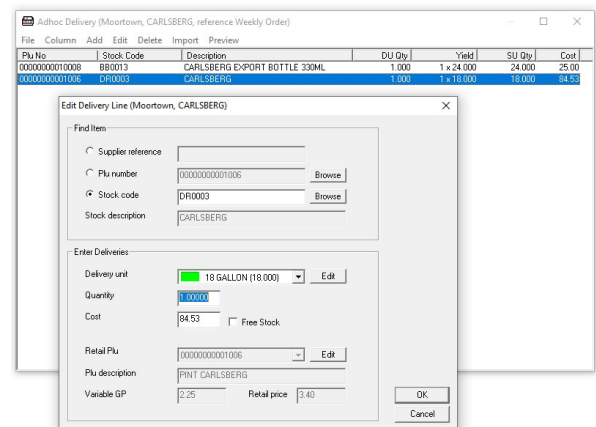 Adhoc Delivery (Moortown, CARLSBERG, reference Weekly Order)
File Column Add Edit Delete Import Preview
Plu No Stock Code Description DU Qty Yield SU Qty Cost
00000000010008 BB0013 CARLSBERG EXPORT BOTTLE 330ML 1.000 1 x 24.000 24.000 25.00
00000000001006 DR0003 CARLSBERG 1.000 1 x 18.000 18.000 84.53
Edit Delivery Line (Moortown, CARLSBERG)
Find Item
Supplier reference
Plu number 00000000001006 Browse
Stock code DR0003 Browse
Stock description CARLSBERG
Enter Deliveries
Delivery unit 18 GALLON (18.000) Edit
Quantity 1.00000
Cost 84.53 Free Stock
Retail Plu 00000000001006 Edit
Plu description PINT CARLSBERG
Variable GP 2.25 Retail price 3.40
OK
Cancel